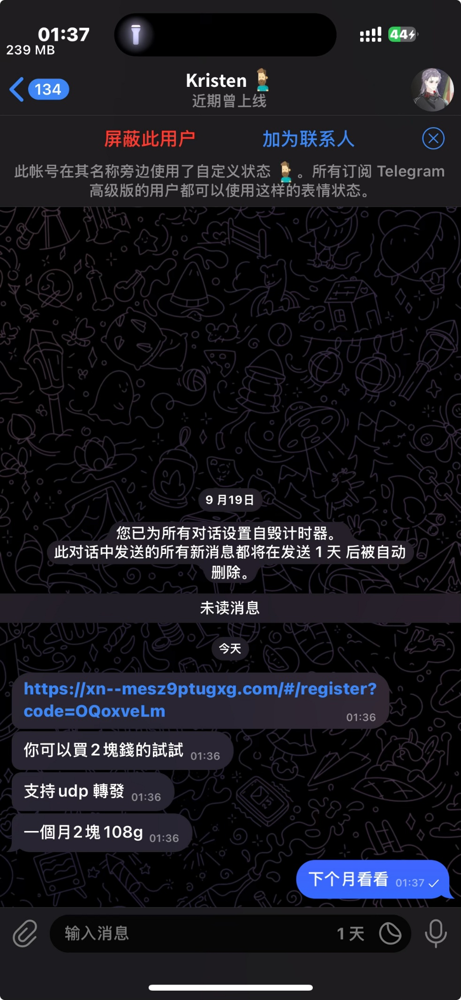 01:37
239 MB
44
134
Kristen
近期曾上线
屏蔽此用户
加为联系人
此帐号在其名称旁边使用了自定义状态 。所有订阅 Telegram
高级版的用户都可以使用这样的表情状态。
9 月19日
您已为所有对话设置自毁计时器。
此对话中发送的所有新消息都将在发送 1 天 后被自动
删除。
未读消息
今天
https://xn--mesz9ptugxg.com/#/register?
code=OQoxveLm
01:36
你可以買2塊錢的試試 01:36
支持udp 轉發 01:36
一個月2塊108g 01:36
下个月看看 01:37
输入消息
1 天